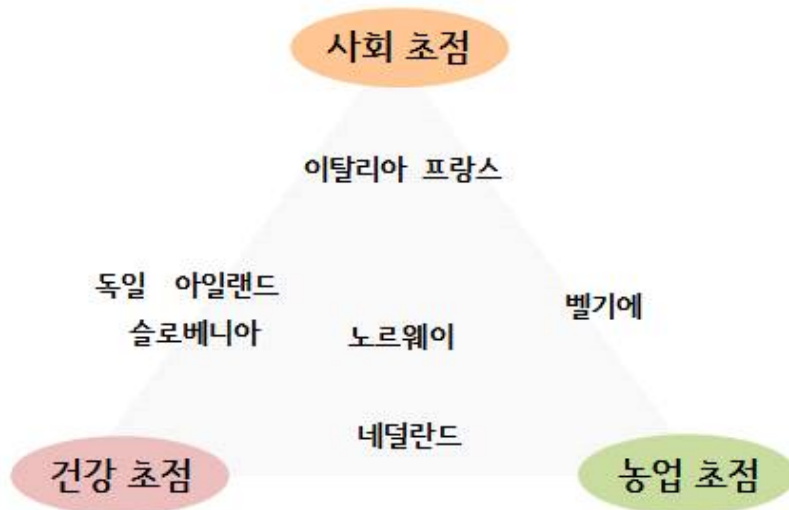 사회 초점
이탈리아 프랑스
독일 아일랜드
벨기에
슬로베니아
노르웨이
네덜란드
건강 초점
농업 초점